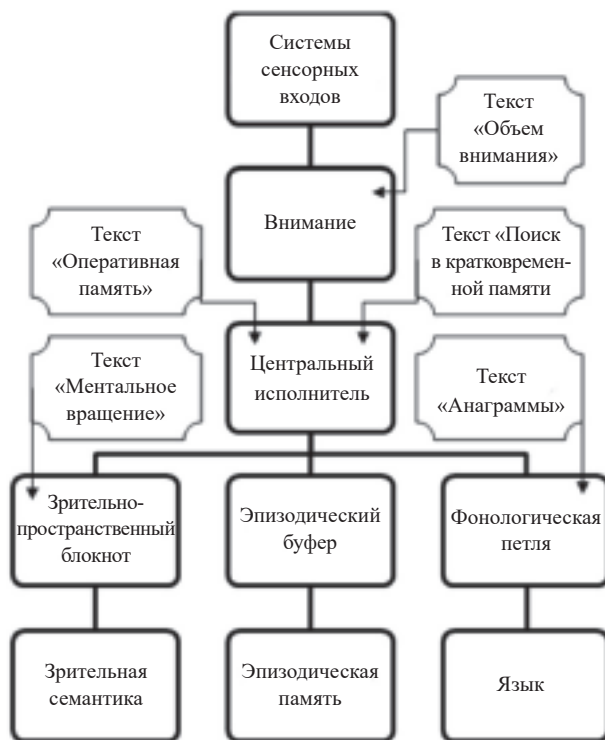 Системы
сенсорных
входов
Текст
«Объем
внимания»
Внимание
Текст
«Оперативная
память»
Текст «Поиск
в кратковремен-
ной памяти
Текст
«Ментальное
вращение»
Центральный
исполнитель
Текст
«Анаграммы»
Зрительно-
пространственный
блокнот
Эпизодический
буфер
Фонологическая
петля
Зрительная
семантика
Эпизодическая
память
Язык